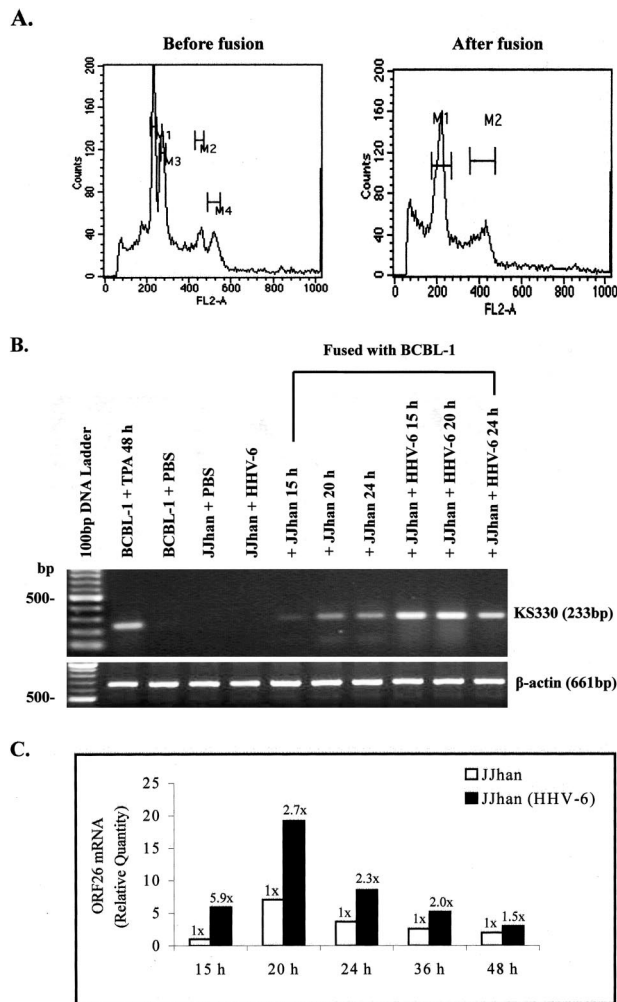 A.
Before fusion
After fusion
200
160
120
80
40
0
Counts
M1
M2
M3
M4
0 200 400 600 800 1000
FL2-A
200
160
120
80
40
0
Counts
M1
M2
0 200 400 600 800 1000
FL2-A
B.
Fused with BCBL-1
100bp DNA Ladder
BCBL-1 + TPA 48 h
BCBL-1 + PBS
JJhan + PBS
JJhan + HHV-6
+ JJhan 15 h
+ JJhan 20 h
+ JJhan 24 h
+ JJhan + HHV-6 15 h
+ JJhan + HHV-6 20 h
+ JJhan + HHV-6 24 h
bp
500-
KS330 (233bp)
500-
β-actin (661bp)
C.
JJhan
JJhan (HHV-6)
ORF26 mRNA
(Relative Quantity)
25
20
15
10
5
0
1x
5.9x
1x
2.7x
1x
2.3x
1x
2.0x
1x
1.5x
15 h 20 h 24 h 36 h 48 h